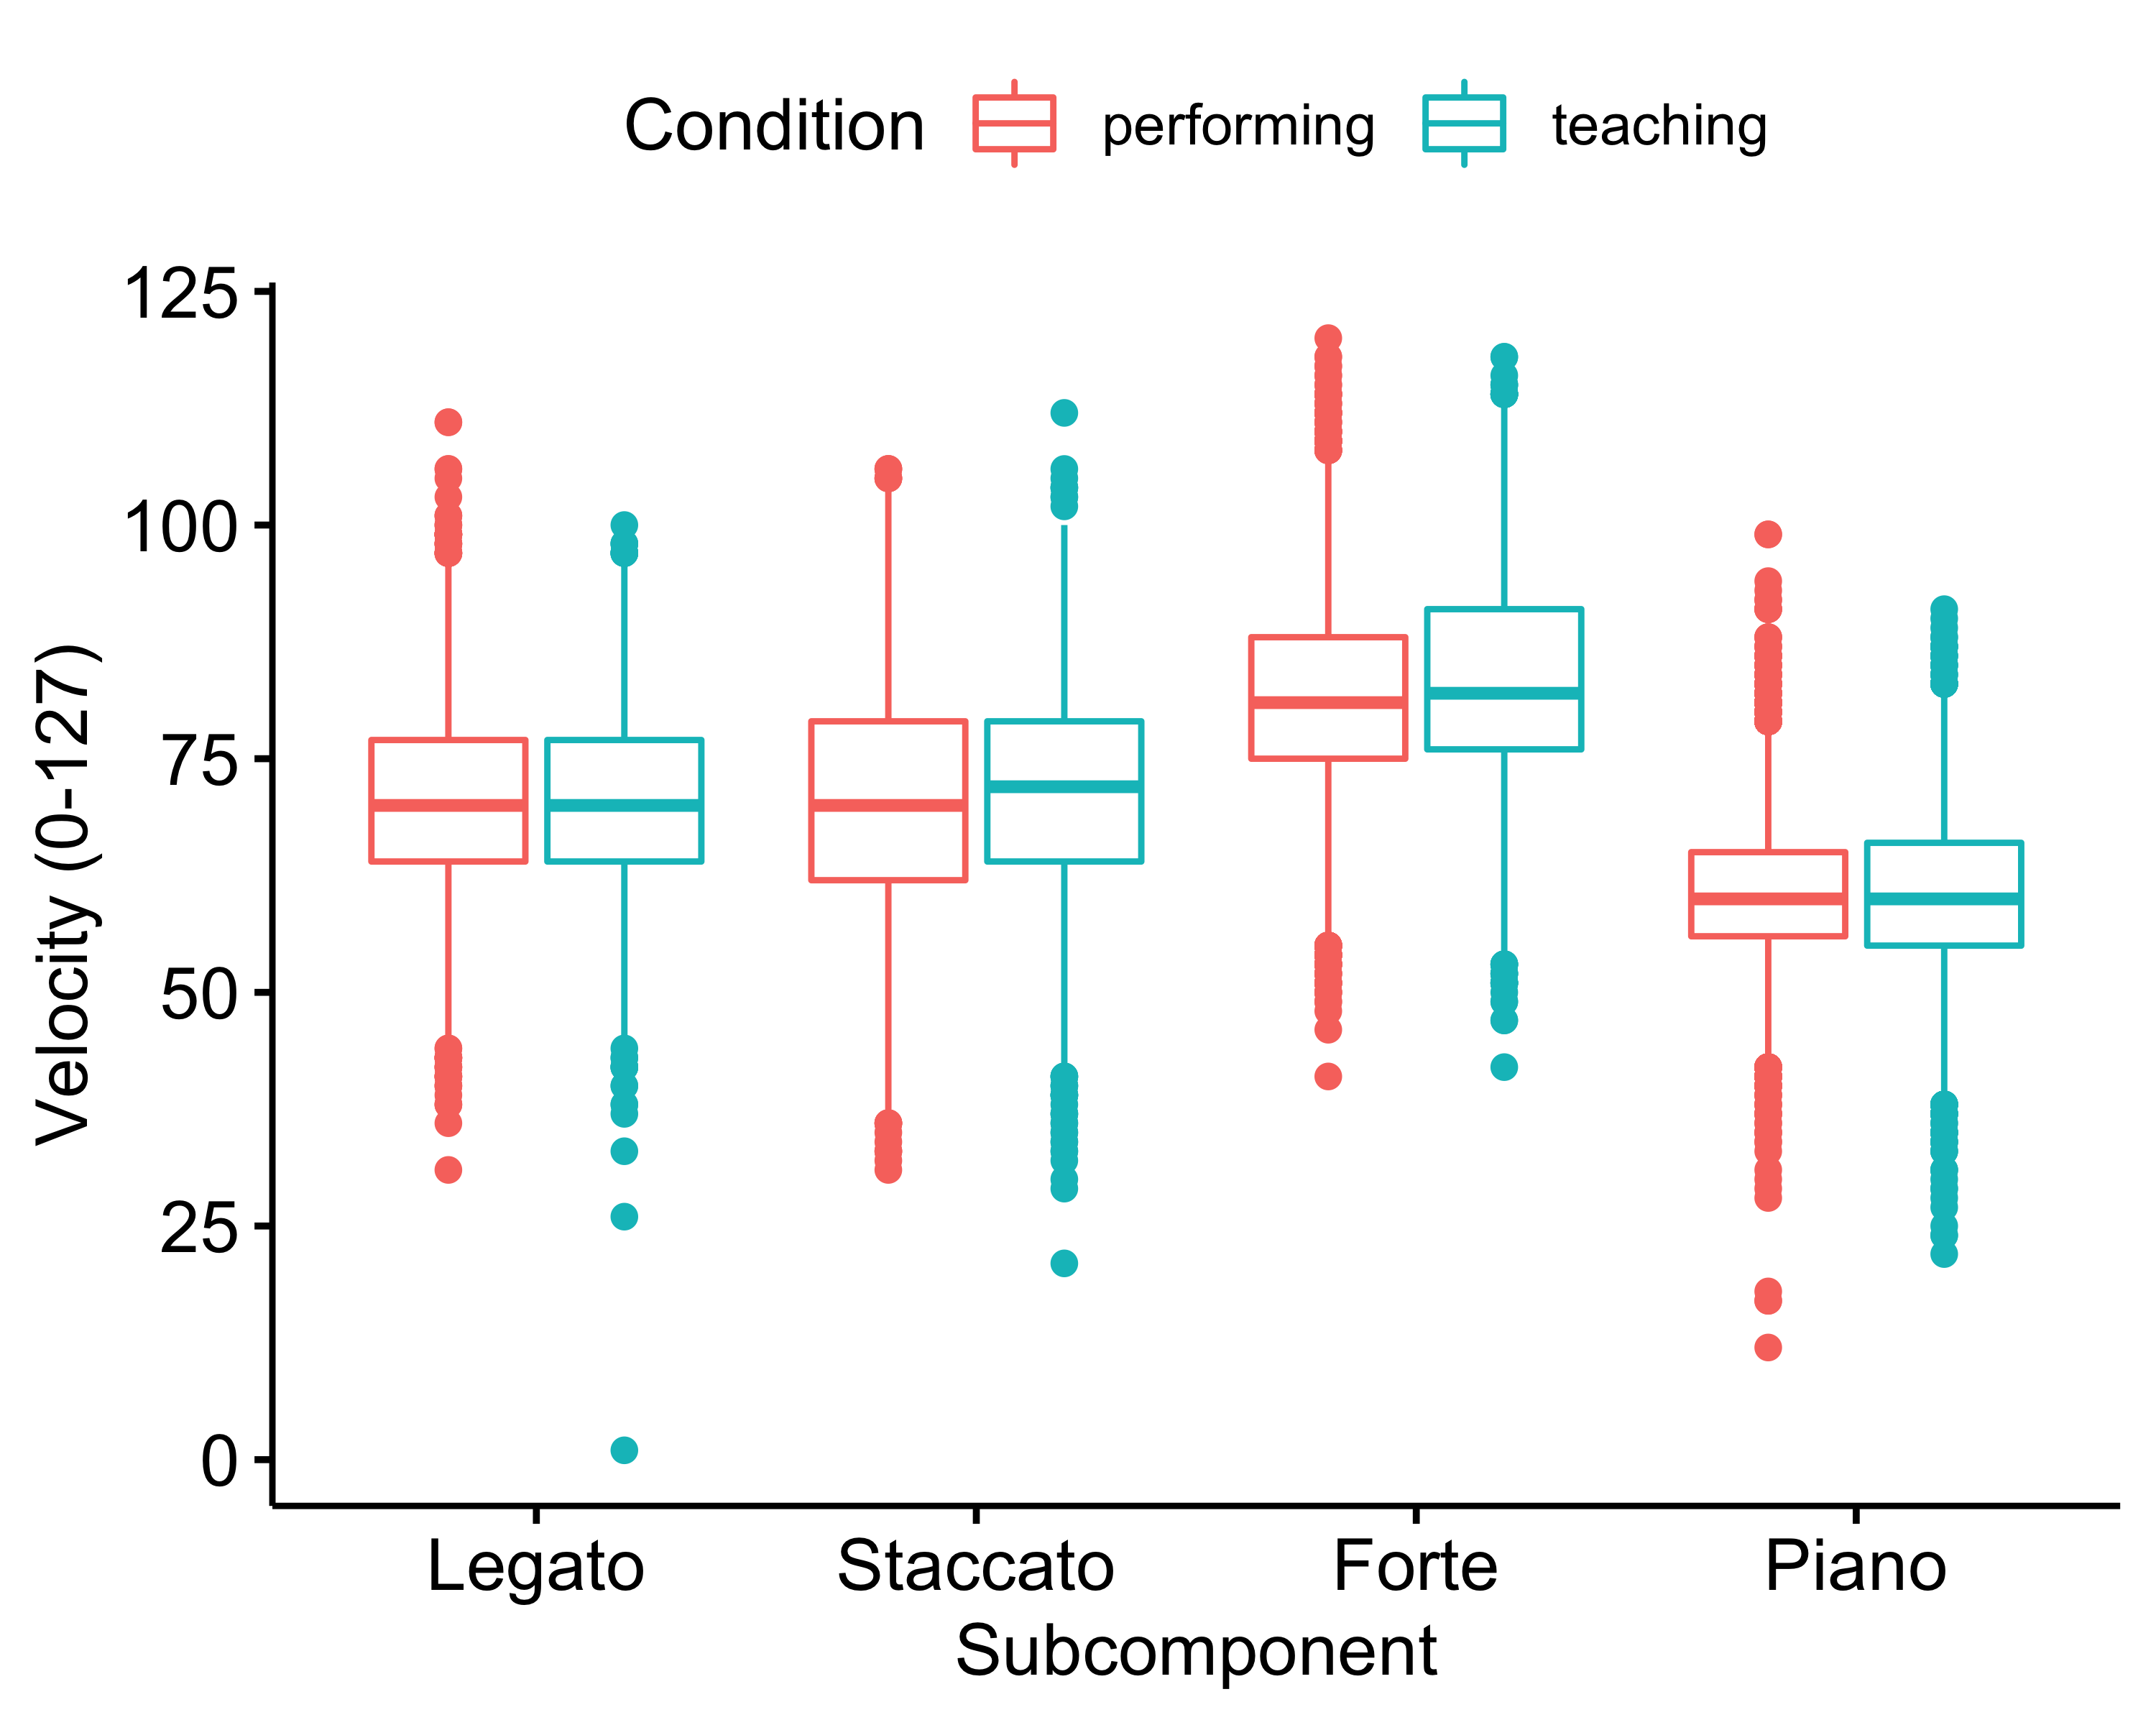 Condition performing teaching
125
100
75
50
25
0
Velocity (0-127)
Legato Staccato Forte Piano
Subcomponent